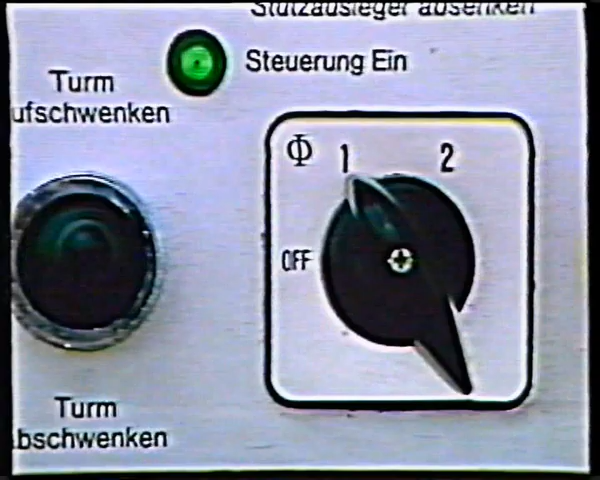 Stützausleger absenken
Steuerung Ein
Turm
ufschwenken
Φ 1 2
OFF
Turm
bschwenken